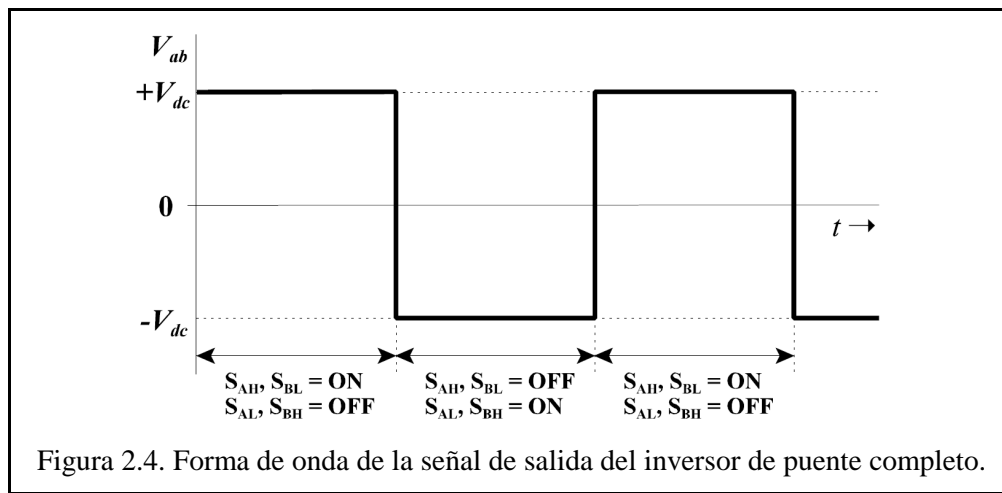 V_ab
+V_dc
0
t →
-V_dc
S_AH, S_BL = ON
S_AL, S_BH = OFF
S_AH, S_BL = OFF
S_AL, S_BH = ON
S_AH, S_BL = ON
S_AL, S_BH = OFF
Figura 2.4. Forma de onda de la señal de salida del inversor de puente completo.